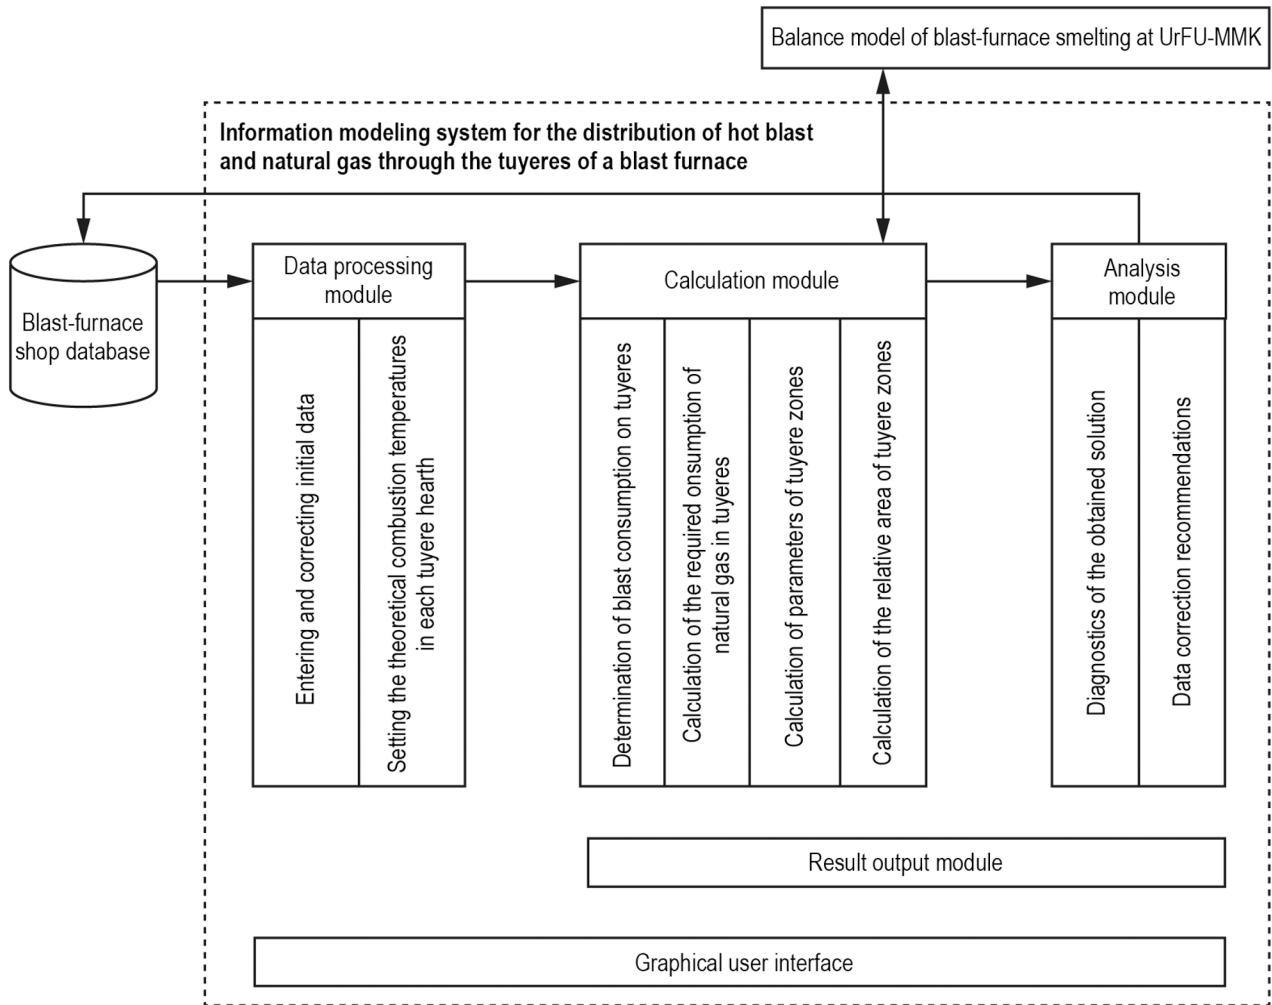 Balance model of blast-furnace smelting at UrFU-MMK
Information modeling system for the distribution of hot blast
and natural gas through the tuyeres of a blast furnace
Blast-furnace
shop database
Data processing
module
Entering and correcting initial data
Setting the theoretical combustion temperatures
in each tuyere hearth
Calculation module
Determination of blast consumption on tuyeres
Calculation of the required onsumption of
natural gas in tuyeres
Calculation of parameters of tuyere zones
Calculation of the relative area of tuyere zones
Analysis
module
Diagnostics of the obtained solution
Data correction recommendations
Result output module
Graphical user interface